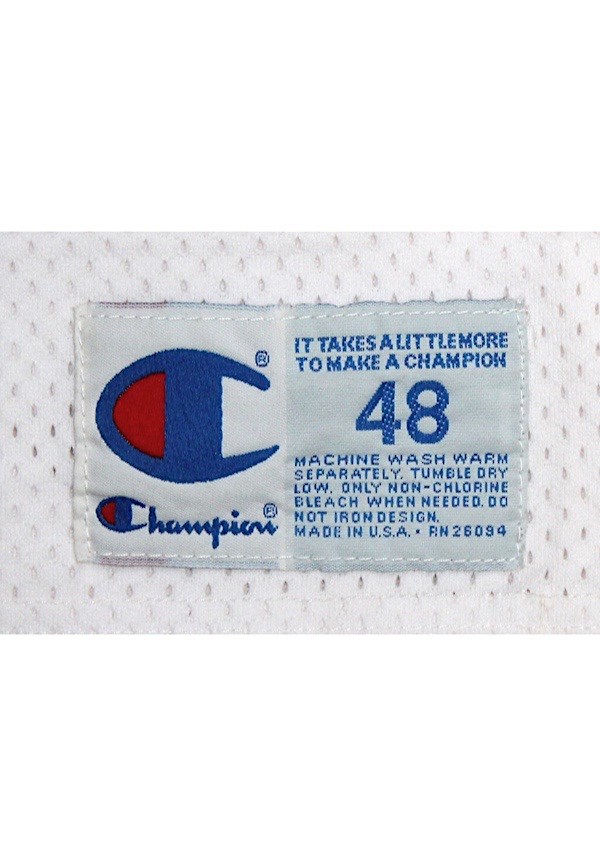 IT TAKES A LITTLE MORE
TO MAKE A CHAMPION
48
MACHINE WASH WARM
SEPARATELY. TUMBLE DRY
LOW. ONLY NON-CHLORINE
BLEACH WHEN NEEDED. DO
NOT IRON DESIGN.
MADE IN U.S.A. · RN26094
®
Champion®